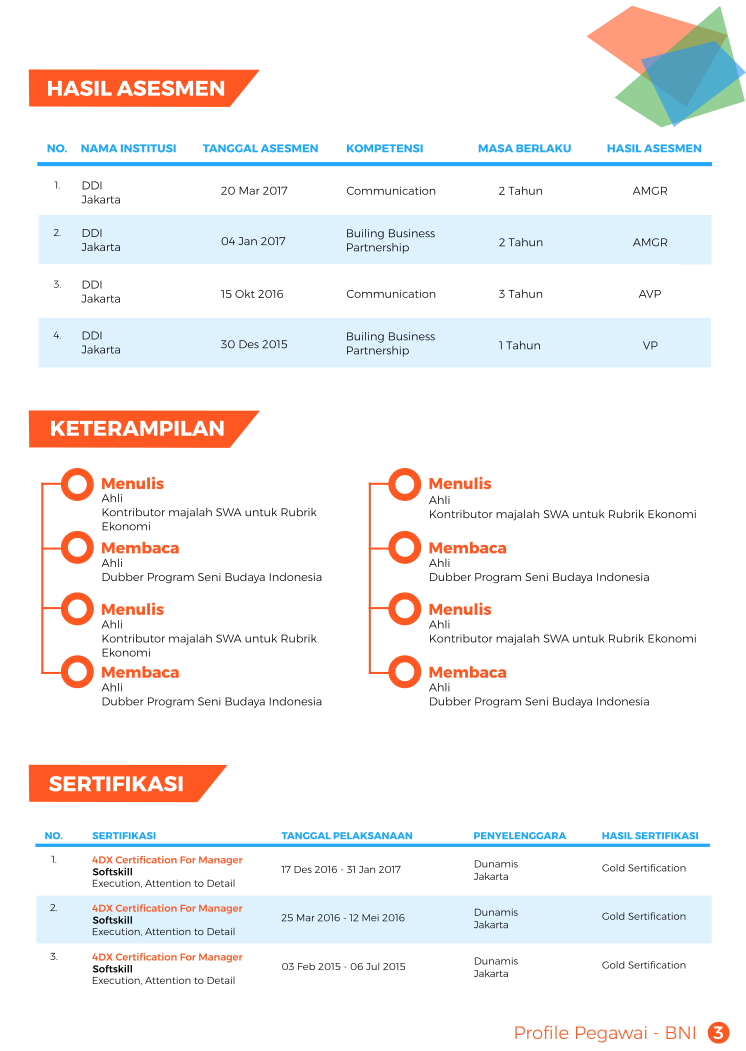 HASIL ASESMEN
NO. NAMA INSTITUSI TANGGAL ASESMEN KOMPETENSI MASA BERLAKU HASIL ASESMEN
1. DDI
Jakarta
20 Mar 2017 Communication 2 Tahun AMGR
2. DDI
Jakarta
04 Jan 2017
Builing Business
Partnership
2 Tahun AMGR
3. DDI
Jakarta
15 Okt 2016 Communication 3 Tahun AVP
4. DDI
Jakarta
30 Des 2015
Builing Business
Partnership
1 Tahun VP
KETERAMPILAN
Menulis
Ahli
Kontributor majalah SWA untuk Rubrik
Ekonomi
Membaca
Ahli
Dubber Program Seni Budaya Indonesia
Menulis
Ahli
Kontributor majalah SWA untuk Rubrik
Ekonomi
Membaca
Ahli
Dubber Program Seni Budaya Indonesia
Menulis
Ahli
Kontributor majalah SWA untuk Rubrik Ekonomi
Membaca
Ahli
Dubber Program Seni Budaya Indonesia
Menulis
Ahli
Kontributor majalah SWA untuk Rubrik Ekonomi
Membaca
Ahli
Dubber Program Seni Budaya Indonesia
SERTIFIKASI
NO. SERTIFIKASI TANGGAL PELAKSANAAN PENYELENGGARA HASIL SERTIFIKASI
1. 4DX Certification For Manager
Softskill
Execution, Attention to Detail
17 Des 2016 - 31 Jan 2017
Dunamis
Jakarta
Gold Sertification
2. 4DX Certification For Manager
Softskill
Execution, Attention to Detail
25 Mar 2016 - 12 Mei 2016
Dunamis
Jakarta
Gold Sertification
3. 4DX Certification For Manager
Softskill
Execution, Attention to Detail
03 Feb 2015 - 06 Jul 2015
Dunamis
Jakarta
Gold Sertification
Profile Pegawai - BNI 3